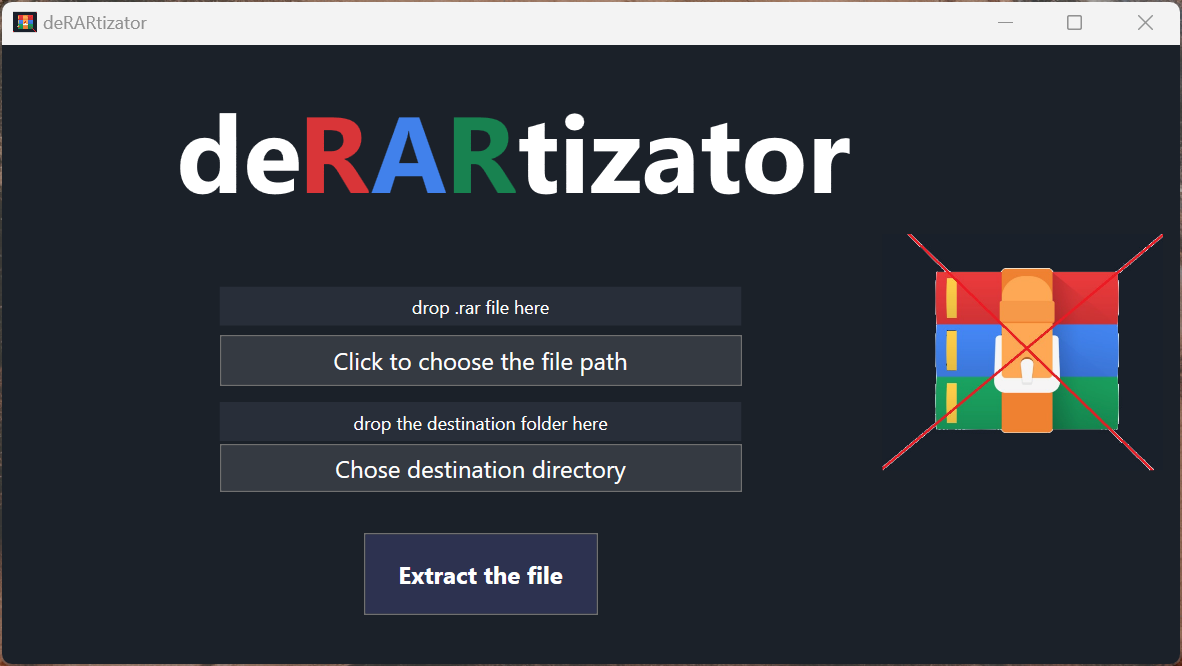 deRARtizator
deRARtizator
drop .rar file here
Click to choose the file path
drop the destination folder here
Chose destination directory
Extract the file